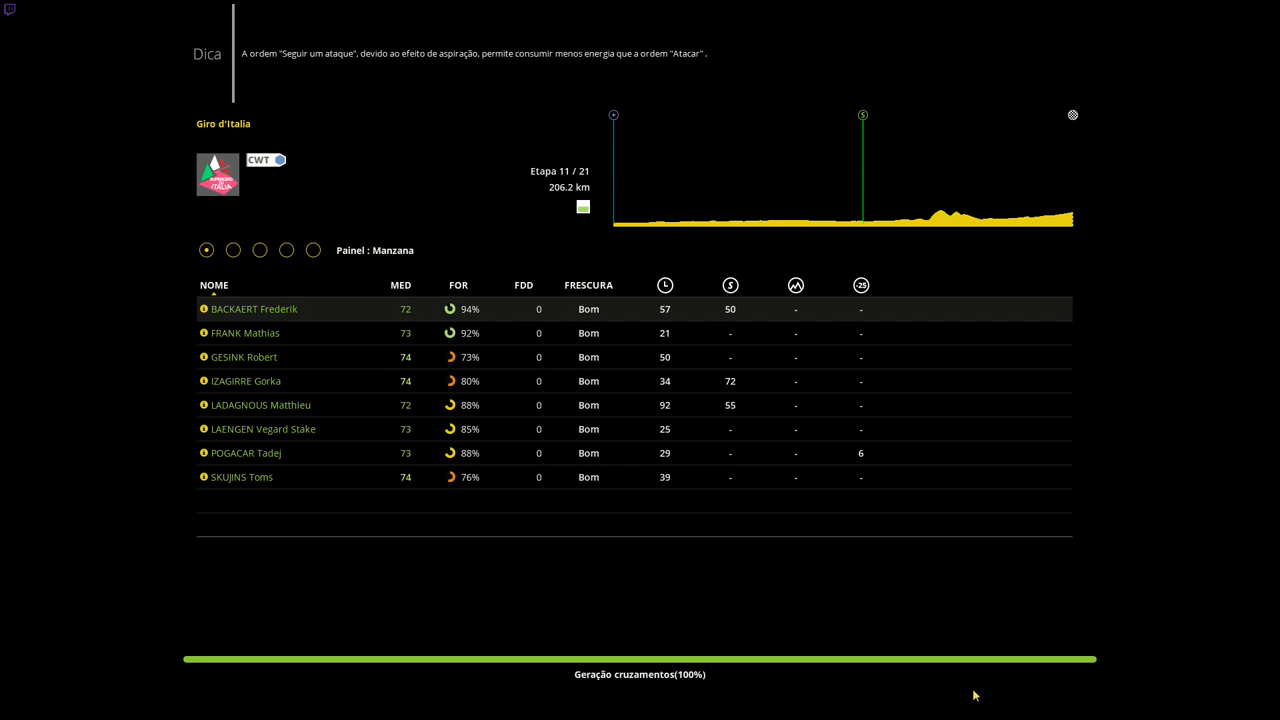 Dica
A ordem "Seguir um ataque", devido ao efeito de aspiração, permite consumir menos energia que a ordem "Atacar" .
Giro d'Italia
CWT
Etapa 11 / 21
206.2 km
S
Painel : Manzana
NOME MED FOR FDD FRESCURA S -25
BACKAERT Frederik 72 94% 0 Bom 57 50 - -
FRANK Mathias 73 92% 0 Bom 21 - - -
GESINK Robert 74 73% 0 Bom 50 - - -
IZAGIRRE Gorka 74 80% 0 Bom 34 72 - -
LADAGNOUS Matthieu 72 88% 0 Bom 92 55 - -
LAENGEN Vegard Stake 73 85% 0 Bom 25 - - -
POGACAR Tadej 73 88% 0 Bom 29 - - 6
SKUJINS Toms 74 76% 0 Bom 39 - - -
Geração cruzamentos(100%)